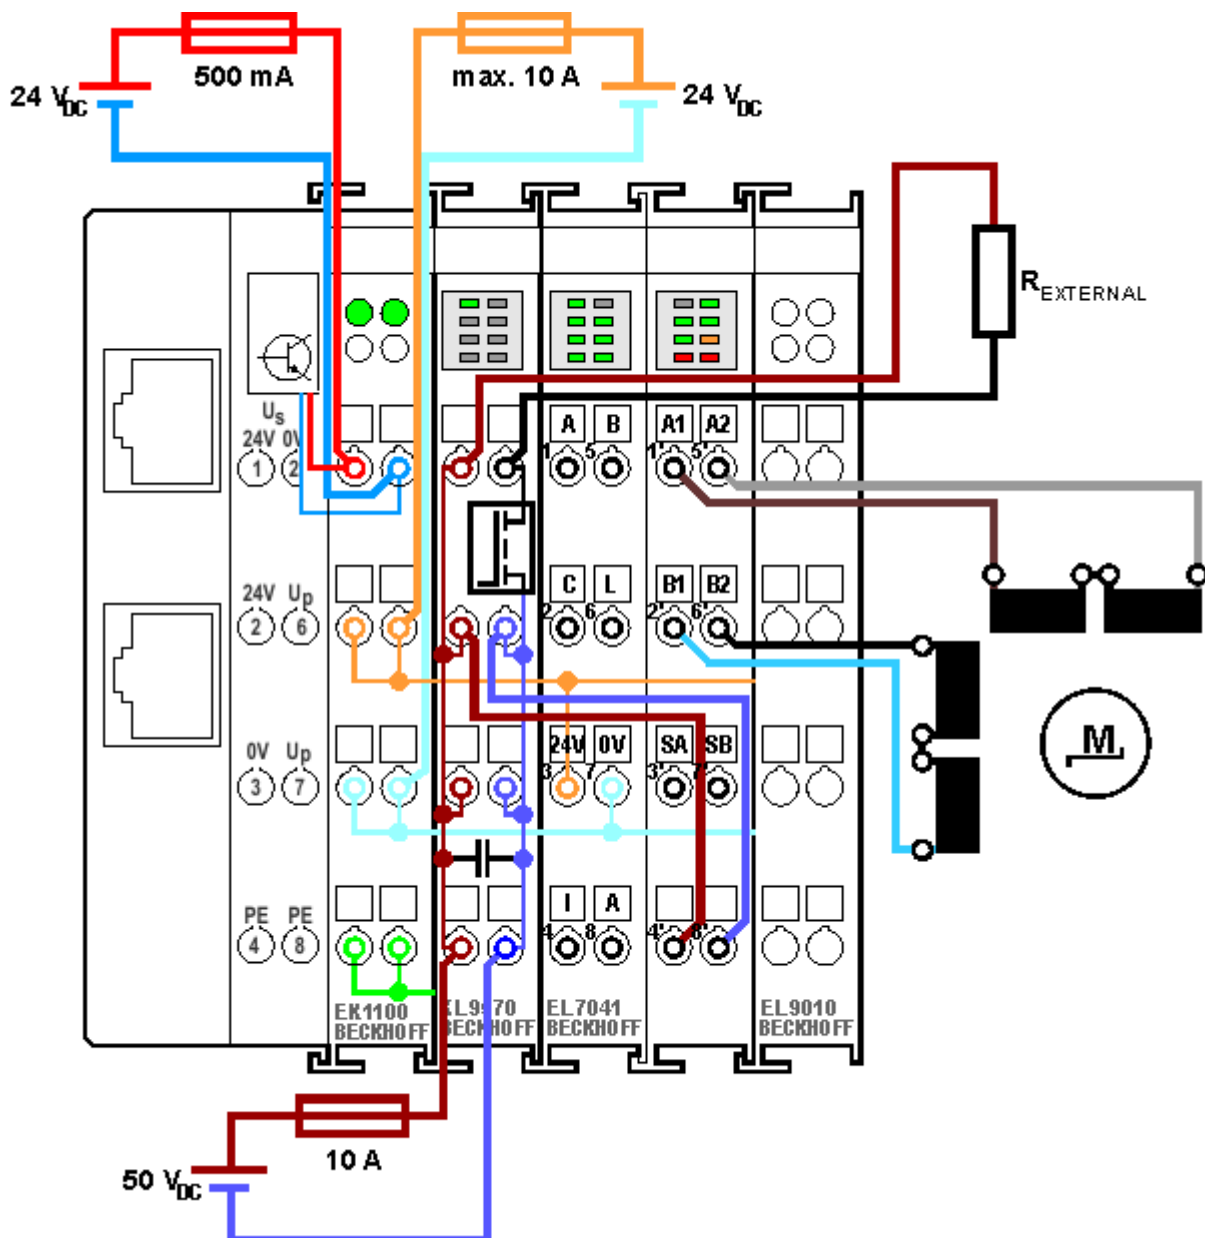 500 mA
max. 10 A
24 VDC
24 VDC
REXTERNAL
Us
24V 0V
1 2
A B
1 5
A1 A2
1' 5'
24V Up
2 6
C L
2 6
B1 B2
2' 6'
0V Up
3 7
24V 0V
3 7
SA SB
3' 7'
M
PE PE
4 8
I A
4 8
4' 8'
EK1100
BECKHOFF
BECKHOFF
EL7041
BECKHOFF
EL9010
BECKHOFF
10 A
50 VDC